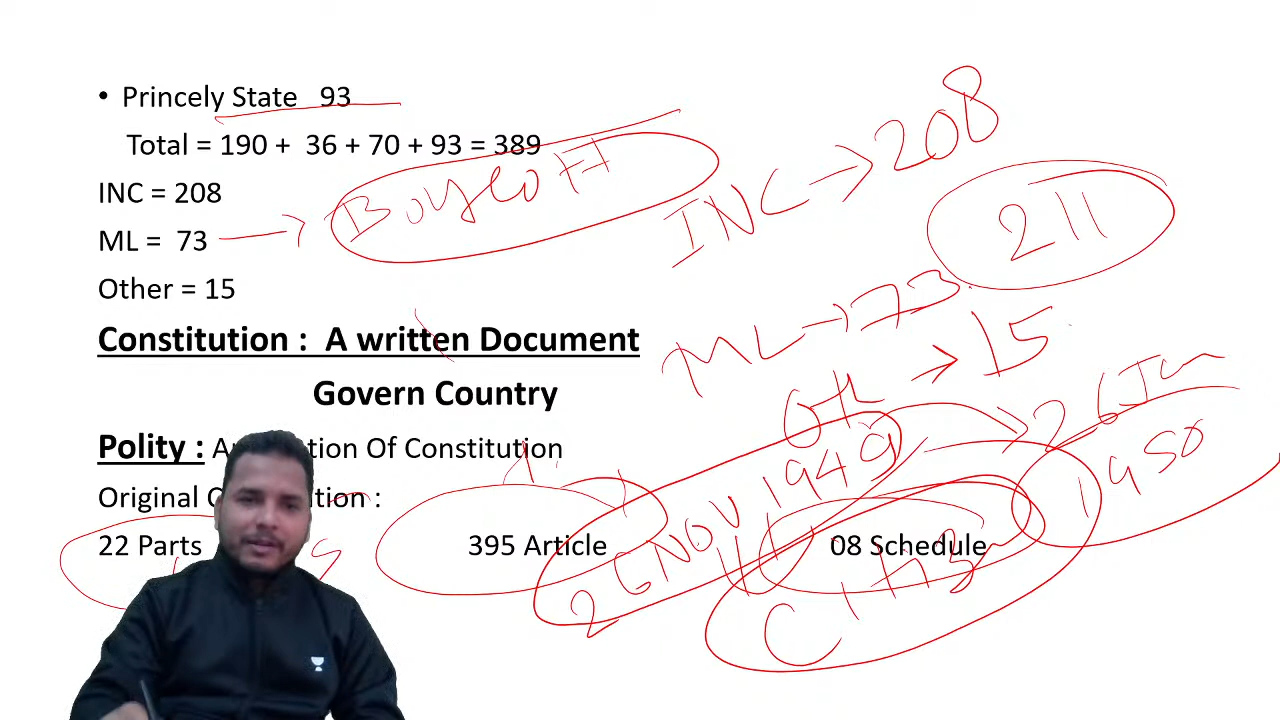 • Princely State 93
Total = 190 + 36 + 70 + 93 = 389
INC = 208
ML = 73
Boycott
Other = 15
INC → 208
211
ML → 73
Oth → 15
Constitution : A written Document
Govern Country
Polity : Of Constitution
Original :
22 Parts 395 Article 08 Schedule
26 NOV 1949
26 Jan
1950